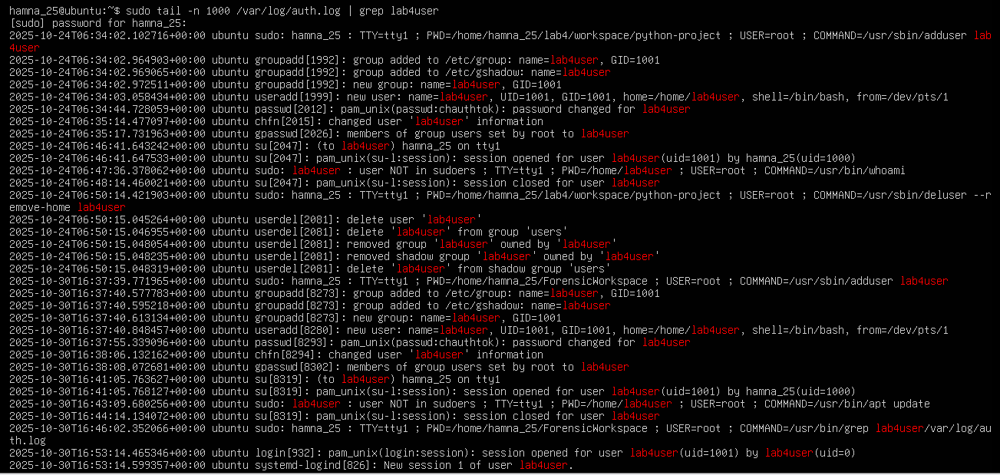 hamna_25@ubuntu:~$ sudo tail -n 1000 /var/log/auth.log | grep lab4user
[sudo] password for hamna_25:
2025-10-24T06:34:02.102716+00:00 ubuntu sudo: hamna_25 : TTY=tty1 ; PWD=/home/hamna_25/lab4/workspace/python-project ; USER=root ; COMMAND=/usr/sbin/adduser lab
4user
2025-10-24T06:34:02.964903+00:00 ubuntu groupadd[1992]: group added to /etc/group: name=lab4user, GID=1001
2025-10-24T06:34:02.969065+00:00 ubuntu groupadd[1992]: group added to /etc/gshadow: name=lab4user
2025-10-24T06:34:02.972511+00:00 ubuntu groupadd[1992]: new group: name=lab4user, GID=1001
2025-10-24T06:34:03.058434+00:00 ubuntu useradd[1999]: new user: name=lab4user, UID=1001, GID=1001, home=/home/lab4user, shell=/bin/bash, from=/dev/pts/1
2025-10-24T06:34:44.728059+00:00 ubuntu passwd[2012]: pam_unix(passwd:chauthtok): password changed for lab4user
2025-10-24T06:35:14.477097+00:00 ubuntu chfn[2015]: changed user 'lab4user' information
2025-10-24T06:35:17.731963+00:00 ubuntu gpasswd[2026]: members of group users set by root to lab4user
2025-10-24T06:46:41.643242+00:00 ubuntu su[2047]: (to lab4user) hamna_25 on tty1
2025-10-24T06:46:41.647533+00:00 ubuntu su[2047]: pam_unix(su-l:session): session opened for user lab4user(uid=1001) by hamna_25(uid=1000)
2025-10-24T06:47:36.378062+00:00 ubuntu sudo: lab4user : user NOT in sudoers ; TTY=tty1 ; PWD=/home/lab4user ; USER=root ; COMMAND=/usr/bin/whoami
2025-10-24T06:48:14.460021+00:00 ubuntu su[2047]: pam_unix(su-l:session): session closed for user lab4user
2025-10-24T06:50:14.421903+00:00 ubuntu sudo: hamna_25 : TTY=tty1 ; PWD=/home/hamna_25/lab4/workspace/python-project ; USER=root ; COMMAND=/usr/sbin/deluser --r
emove-home lab4user
2025-10-24T06:50:15.045264+00:00 ubuntu userdel[2081]: delete user 'lab4user'
2025-10-24T06:50:15.046955+00:00 ubuntu userdel[2081]: delete 'lab4user' from group 'users'
2025-10-24T06:50:15.048054+00:00 ubuntu userdel[2081]: removed group 'lab4user' owned by 'lab4user'
2025-10-24T06:50:15.048235+00:00 ubuntu userdel[2081]: removed shadow group 'lab4user' owned by 'lab4user'
2025-10-24T06:50:15.048319+00:00 ubuntu userdel[2081]: delete 'lab4user' from shadow group 'users'
2025-10-30T16:37:39.771965+00:00 ubuntu sudo: hamna_25 : TTY=tty1 ; PWD=/home/hamna_25/ForensicWorkspace ; USER=root ; COMMAND=/usr/sbin/adduser lab4user
2025-10-30T16:37:40.577783+00:00 ubuntu groupadd[8273]: group added to /etc/group: name=lab4user, GID=1001
2025-10-30T16:37:40.595218+00:00 ubuntu groupadd[8273]: group added to /etc/gshadow: name=lab4user
2025-10-30T16:37:40.613134+00:00 ubuntu groupadd[8273]: new group: name=lab4user, GID=1001
2025-10-30T16:37:40.848457+00:00 ubuntu useradd[8280]: new user: name=lab4user, UID=1001, GID=1001, home=/home/lab4user, shell=/bin/bash, from=/dev/pts/1
2025-10-30T16:37:55.339096+00:00 ubuntu passwd[8293]: pam_unix(passwd:chauthtok): password changed for lab4user
2025-10-30T16:38:06.132162+00:00 ubuntu chfn[8294]: changed user 'lab4user' information
2025-10-30T16:38:08.072681+00:00 ubuntu gpasswd[8302]: members of group users set by root to lab4user
2025-10-30T16:41:05.763627+00:00 ubuntu su[8319]: (to lab4user) hamna_25 on tty1
2025-10-30T16:41:05.768127+00:00 ubuntu su[8319]: pam_unix(su-l:session): session opened for user lab4user(uid=1001) by hamna_25(uid=1000)
2025-10-30T16:43:09.680256+00:00 ubuntu sudo: lab4user : user NOT in sudoers ; TTY=tty1 ; PWD=/home/lab4user ; USER=root ; COMMAND=/usr/bin/apt update
2025-10-30T16:44:14.134072+00:00 ubuntu su[8319]: pam_unix(su-l:session): session closed for user lab4user
2025-10-30T16:46:02.352066+00:00 ubuntu sudo: hamna_25 : TTY=tty1 ; PWD=/home/hamna_25/ForensicWorkspace ; USER=root ; COMMAND=/usr/bin/grep lab4user/var/log/au
th.log
2025-10-30T16:53:14.465346+00:00 ubuntu login[932]: pam_unix(login:session): session opened for user lab4user(uid=1001) by lab4user(uid=0)
2025-10-30T16:53:14.599357+00:00 ubuntu systemd-logind[826]: New session 1 of user lab4user.